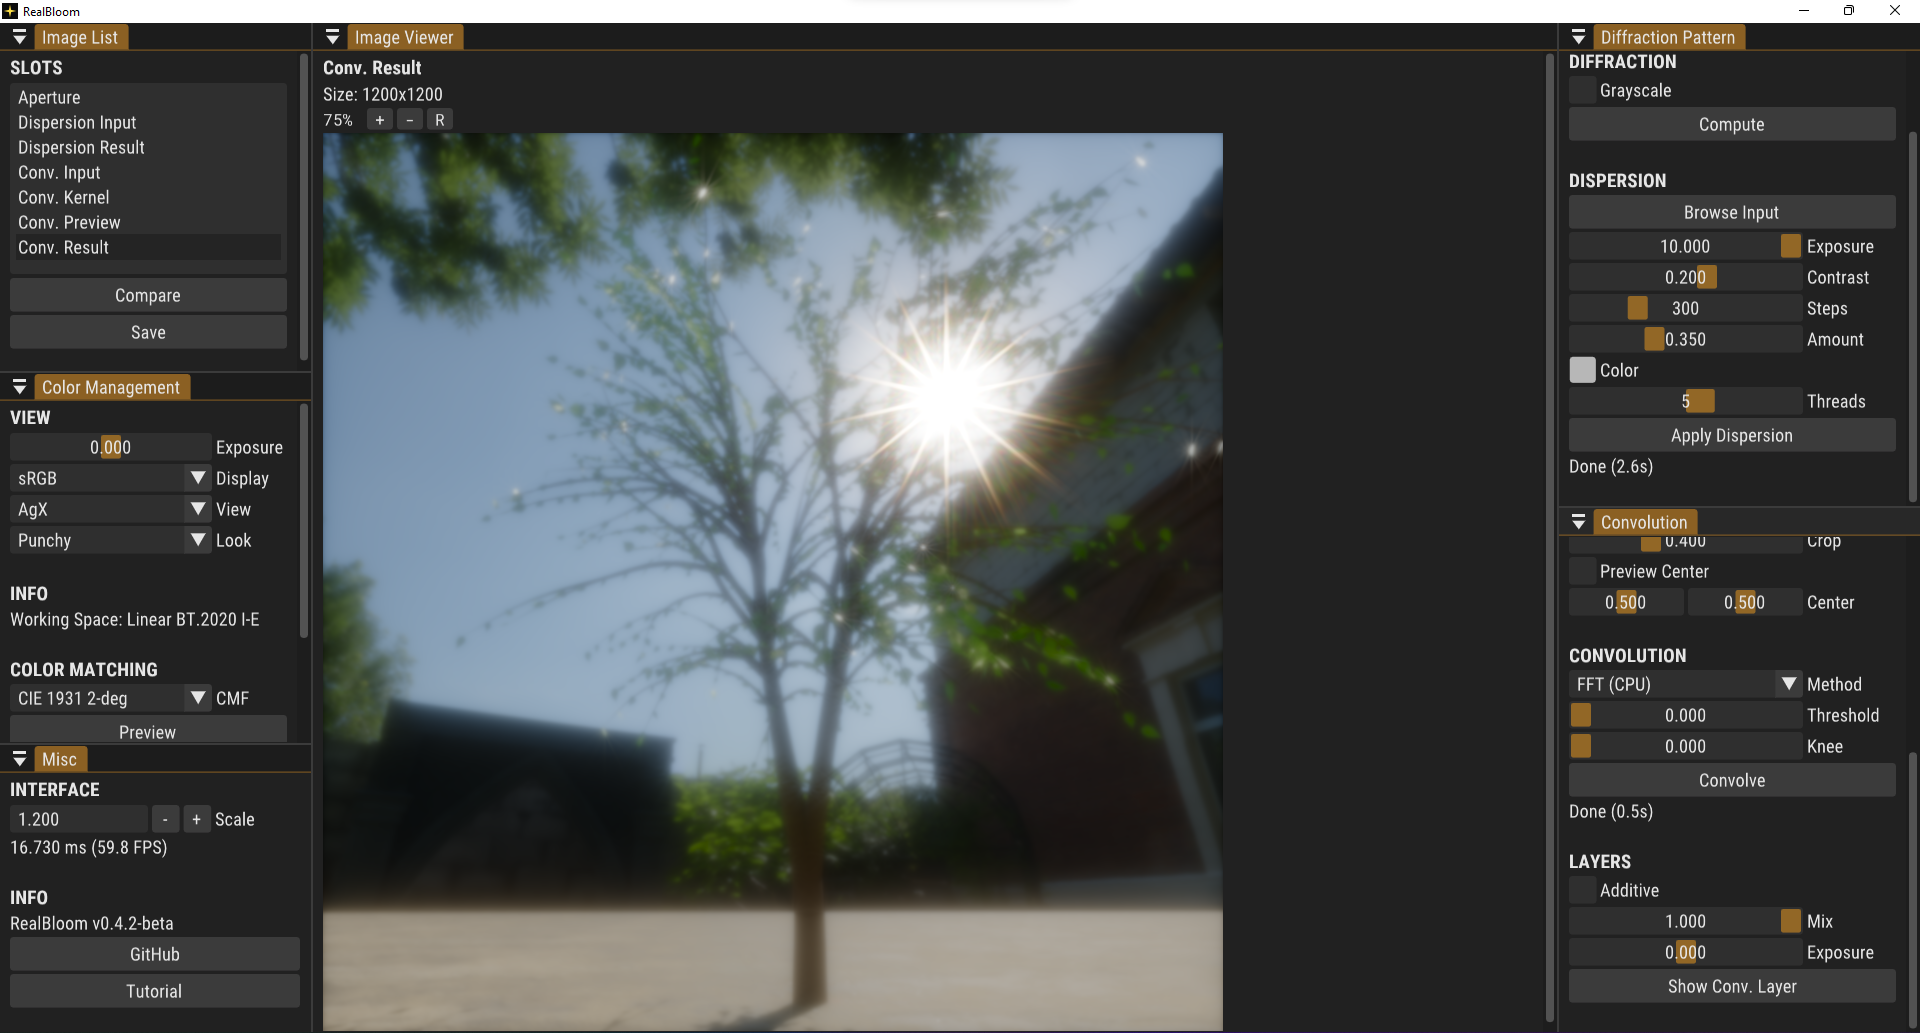 RealBloom
Image List
SLOTS
Aperture
Dispersion Input
Dispersion Result
Conv. Input
Conv. Kernel
Conv. Preview
Conv. Result
Compare
Save
Color Management
VIEW
0.000 Exposure
sRGB Display
AgX View
Punchy Look
INFO
Working Space: Linear BT.2020 I-E
COLOR MATCHING
CIE 1931 2-deg CMF
Preview
Misc
INTERFACE
1.200 - + Scale
16.730 ms (59.8 FPS)
INFO
RealBloom v0.4.2-beta
GitHub
Tutorial
Image Viewer
Conv. Result
Size: 1200x1200
75% + - R
Diffraction Pattern
DIFFRACTION
Grayscale
Compute
DISPERSION
Browse Input
10.000 Exposure
0.200 Contrast
300 Steps
0.350 Amount
Color
5 Threads
Apply Dispersion
Done (2.6s)
Convolution
0.400 Crop
Preview Center
0.500 0.500 Center
CONVOLUTION
FFT (CPU) Method
0.000 Threshold
0.000 Knee
Convolve
Done (0.5s)
LAYERS
Additive
1.000 Mix
0.000 Exposure
Show Conv. Layer